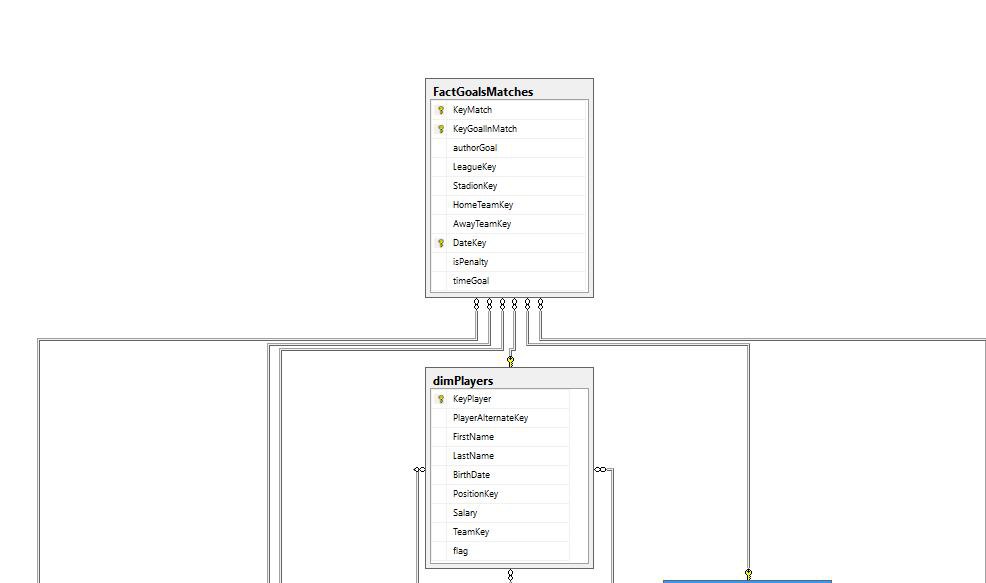 FactGoalsMatches
KeyMatch
KeyGoalInMatch
authorGoal
LeagueKey
StadionKey
HomeTeamKey
AwayTeamKey
DateKey
isPenalty
timeGoal
dimPlayers
KeyPlayer
PlayerAlternateKey
FirstName
LastName
BirthDate
PositionKey
Salary
TeamKey
flag